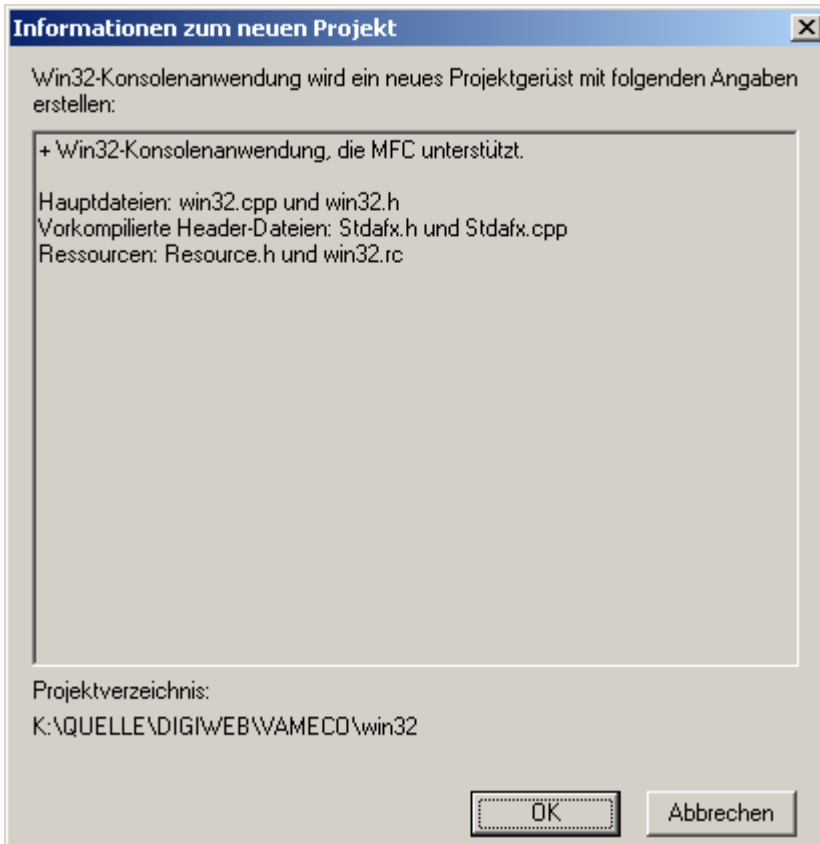 Informationen zum neuen Projekt
Win32-Konsolenanwendung wird ein neues Projektgerüst mit folgenden Angaben
erstellen:
+ Win32-Konsolenanwendung, die MFC unterstützt.
Hauptdateien: win32.cpp und win32.h
Vorkompilierte Header-Dateien: Stdafx.h und Stdafx.cpp
Ressourcen: Resource.h und win32.rc
Projektverzeichnis:
K:\QUELLE\DIGIWEB\VAMECO\win32
OK Abbrechen